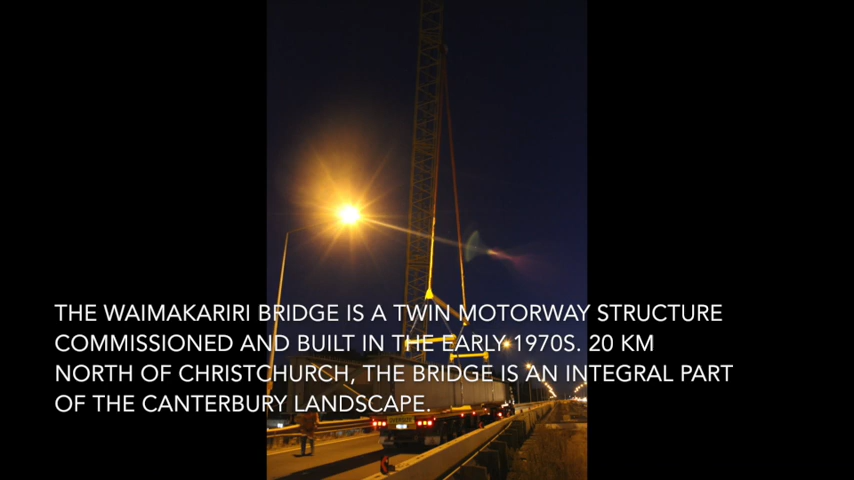 THE WAIMAKARIRI BRIDGE IS A TWIN MOTORWAY STRUCTURE
COMMISSIONED AND BUILT IN THE EARLY 1970S. 20 KM
NORTH OF CHRISTCHURCH, THE BRIDGE IS AN INTEGRAL PART
OF THE CANTERBURY LANDSCAPE.